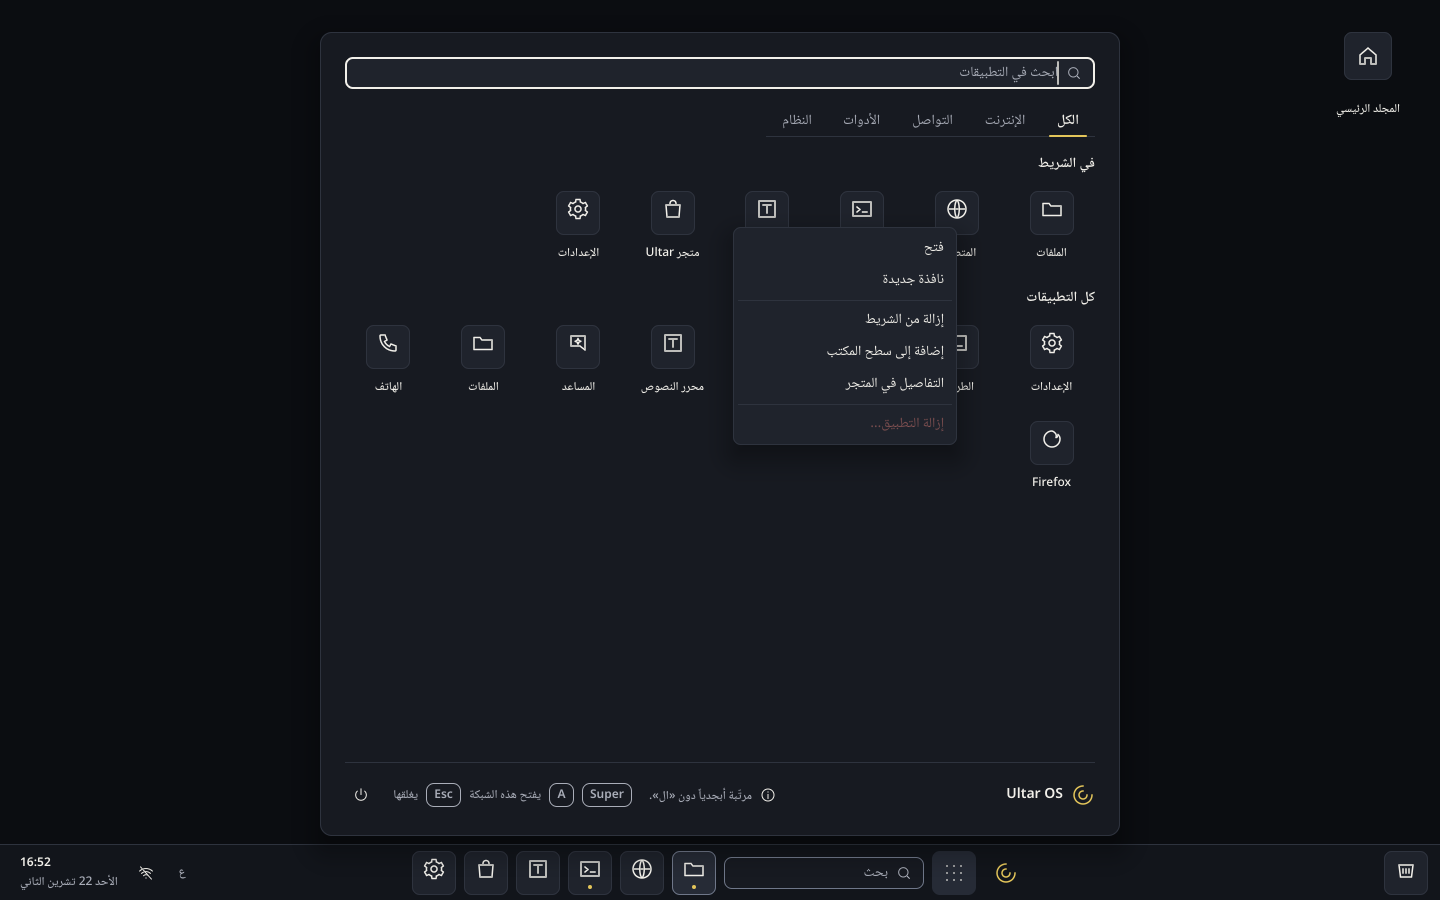 ابحث في التطبيقات
المجلد الرئيسي
الكل
الإنترنت
التواصل
الأدوات
النظام
في الشريط
الملفات
متجر Ultar
الإعدادات
فتح
نافذة جديدة
إزالة من الشريط
إضافة إلى سطح المكتب
التفاصيل في المتجر
إزالة التطبيق...
كل التطبيقات
الإعدادات
محرر النصوص
المساعد
الملفات
الهاتف
Firefox
Ultar OS
مرتّبة أبجدياً دون «ال».
Super A يفتح هذه الشبكة Esc يغلقها
بحث
ع
16:52
الأحد 22 تشرين الثاني